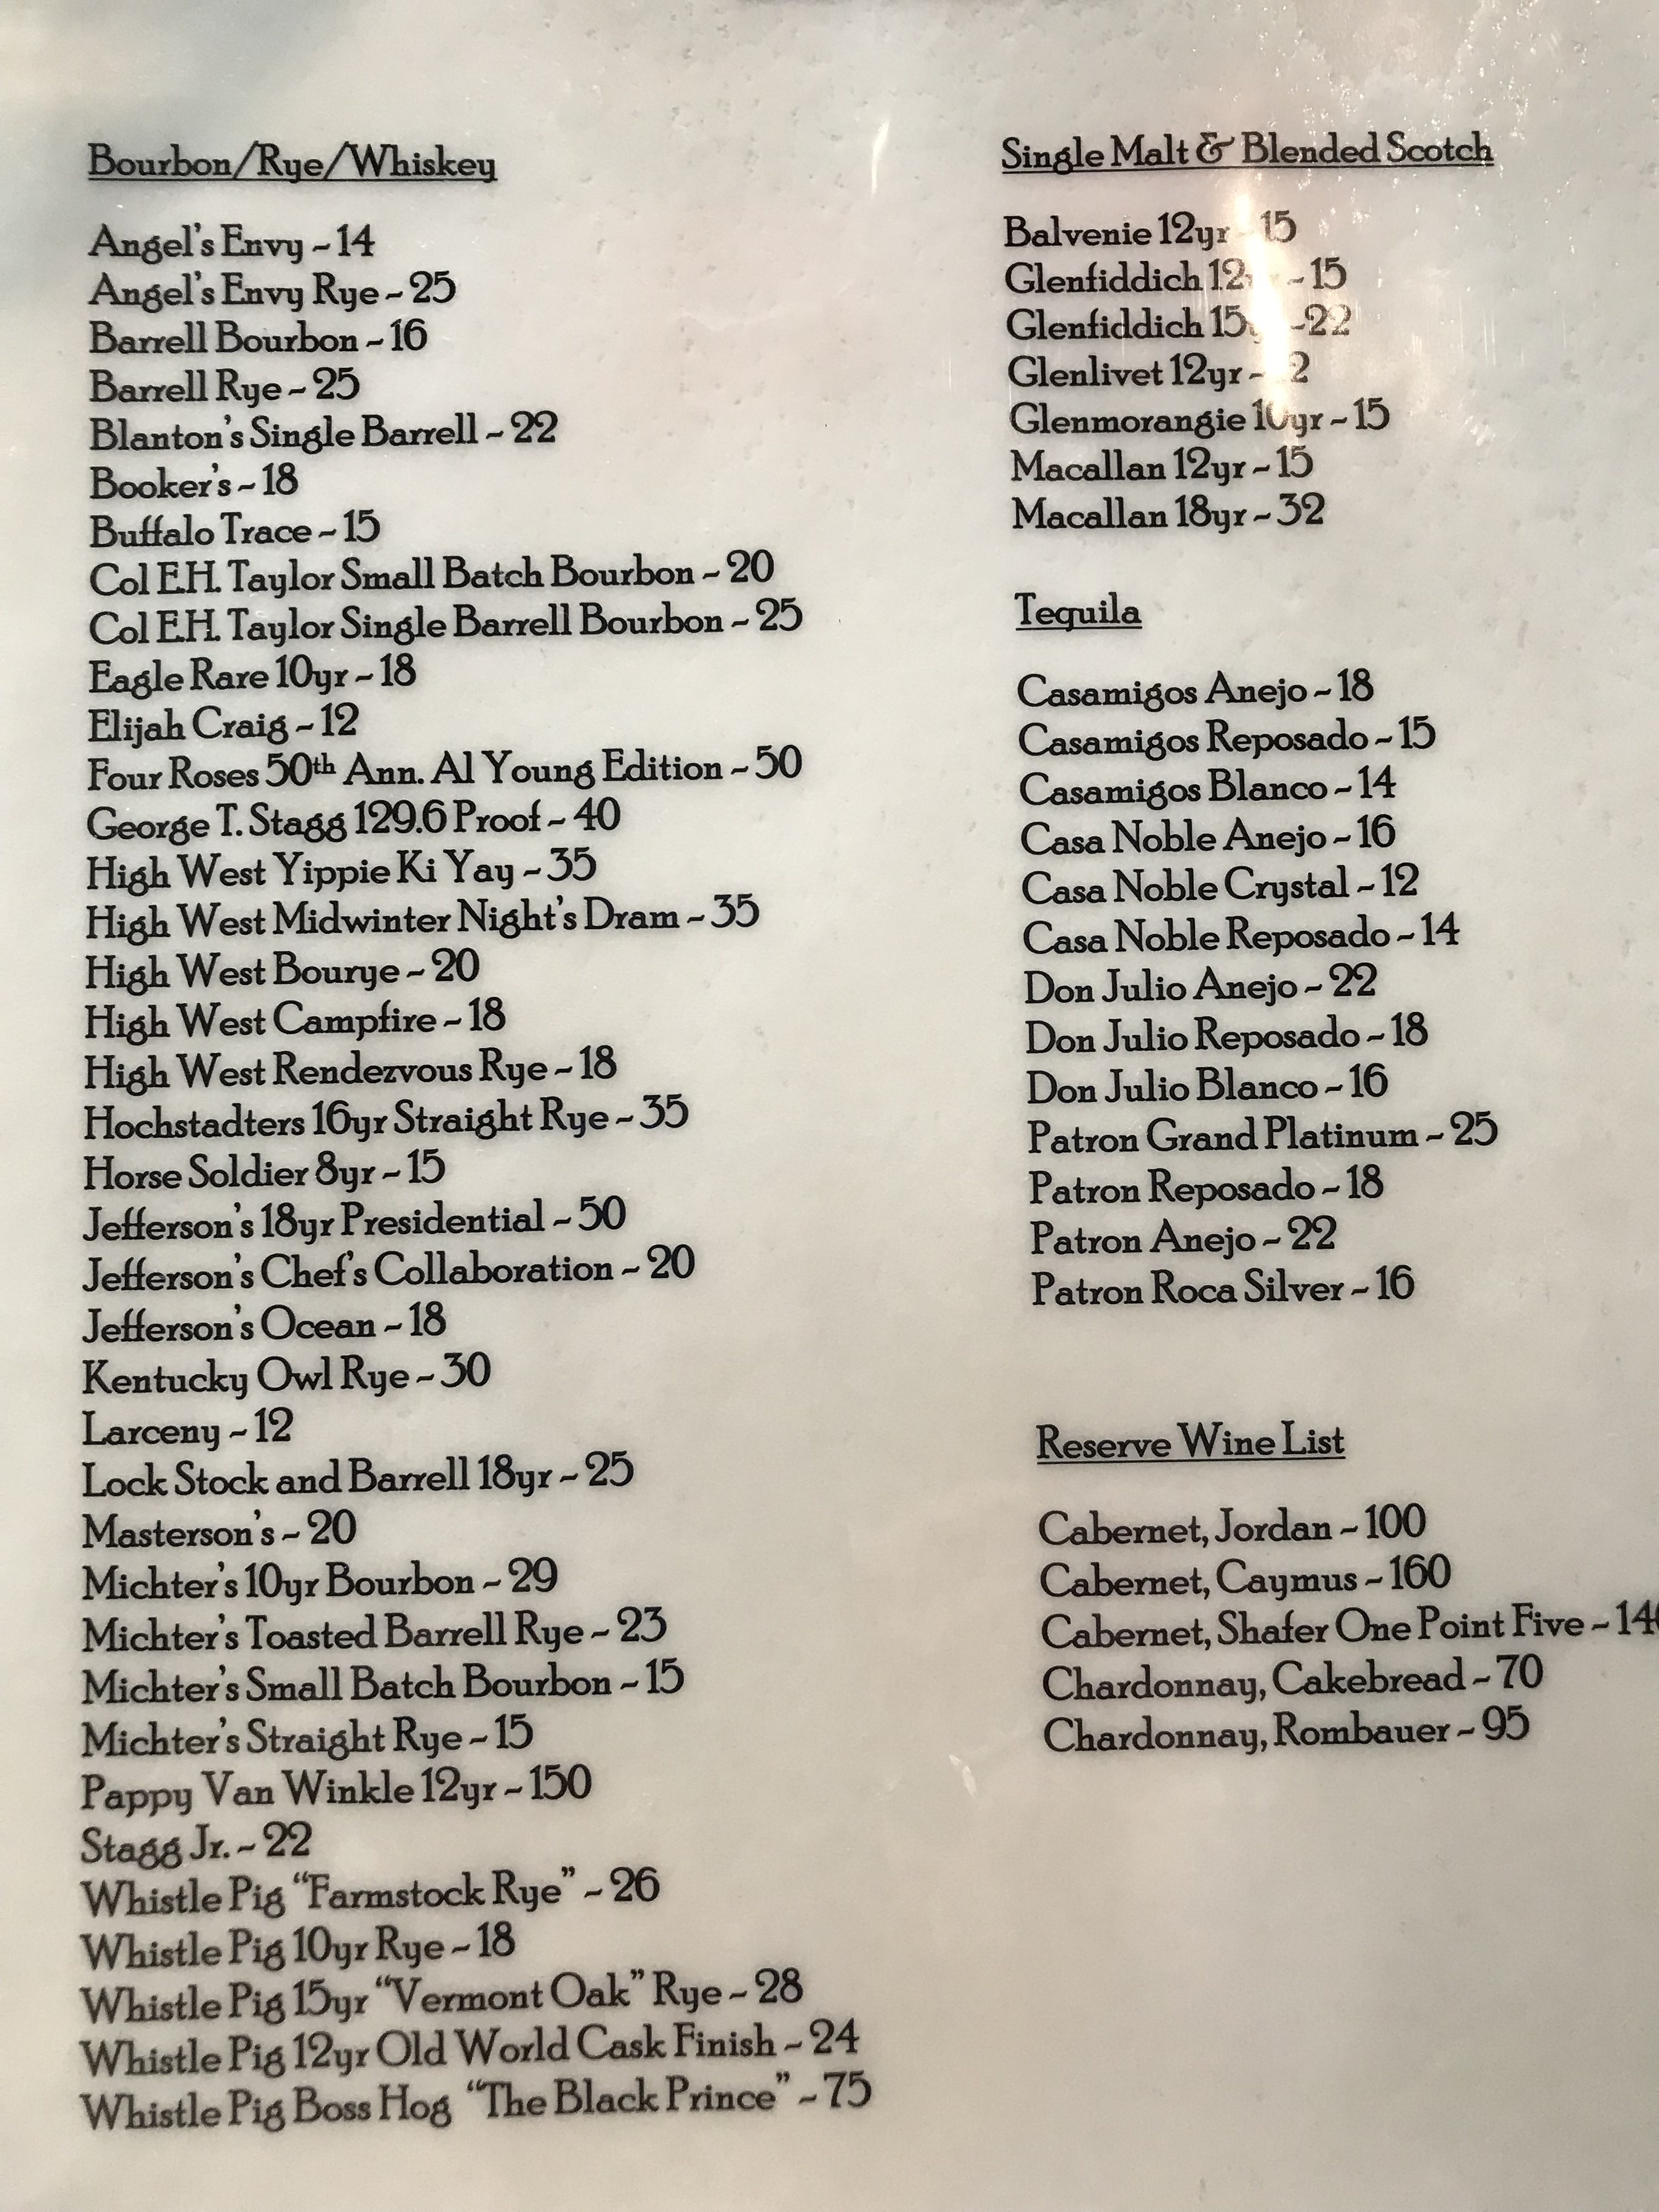 Bourbon/Rye/Whiskey
Angel's Envy ~ 14
Angel's Envy Rye ~ 25
Barrell Bourbon ~ 16
Barrell Rye ~ 25
Blanton's Single Barrell ~ 22
Booker's ~ 18
Buffalo Trace ~ 15
Col E.H. Taylor Small Batch Bourbon ~ 20
Col E.H. Taylor Single Barrell Bourbon ~ 25
Eagle Rare 10yr ~ 18
Elijah Craig ~ 12
Four Roses 50th Ann. Al Young Edition ~ 50
George T. Stagg 129.6 Proof ~ 40
High West Yippie Ki Yay ~ 35
High West Midwinter Night's Dram ~ 35
High West Bourye ~ 20
High West Campfire ~ 18
High West Rendezvous Rye ~ 18
Hochstadters 16yr Straight Rye ~ 35
Horse Soldier 8yr ~ 15
Jefferson's 18yr Presidential ~ 50
Jefferson's Chef's Collaboration ~ 20
Jefferson's Ocean ~ 18
Kentucky Owl Rye ~ 30
Larceny ~ 12
Lock Stock and Barrell 18yr ~ 25
Masterson's ~ 20
Michter's 10yr Bourbon ~ 29
Michter's Toasted Barrell Rye ~ 23
Michter's Small Batch Bourbon ~ 15
Michter's Straight Rye ~ 15
Pappy Van Winkle 12yr ~ 150
Stagg Jr. ~ 22
Whistle Pig “Farmstock Rye” ~ 26
Whistle Pig 10yr Rye ~ 18
Whistle Pig 15yr “Vermont Oak” Rye ~ 28
Whistle Pig 12yr Old World Cask Finish ~ 24
Whistle Pig Boss Hog “The Black Prince” ~ 75
Single Malt & Blended Scotch
Balvenie 12yr 15
Glenfiddich ~ 15
Glenfiddich ~ 22
Glenlivet 12yr ~
Glenmorangie 10yr ~ 15
Macallan 12yr ~ 15
Macallan 18yr ~ 32
Tequila
Casamigos Anejo ~ 18
Casamigos Reposado ~ 15
Casamigos Blanco ~ 14
Casa Noble Anejo ~ 16
Casa Noble Crystal ~ 12
Casa Noble Reposado ~ 14
Don Julio Anejo ~ 22
Don Julio Reposado ~ 18
Don Julio Blanco ~ 16
Patron Grand Platinum ~ 25
Patron Reposado ~ 18
Patron Anejo ~ 22
Patron Roca Silver ~ 16
Reserve Wine List
Cabernet, Jordan ~ 100
Cabernet, Caymus ~ 160
Cabernet, Shafer One Point Five ~
Chardonnay, Cakebread ~ 70
Chardonnay, Rombauer ~ 95